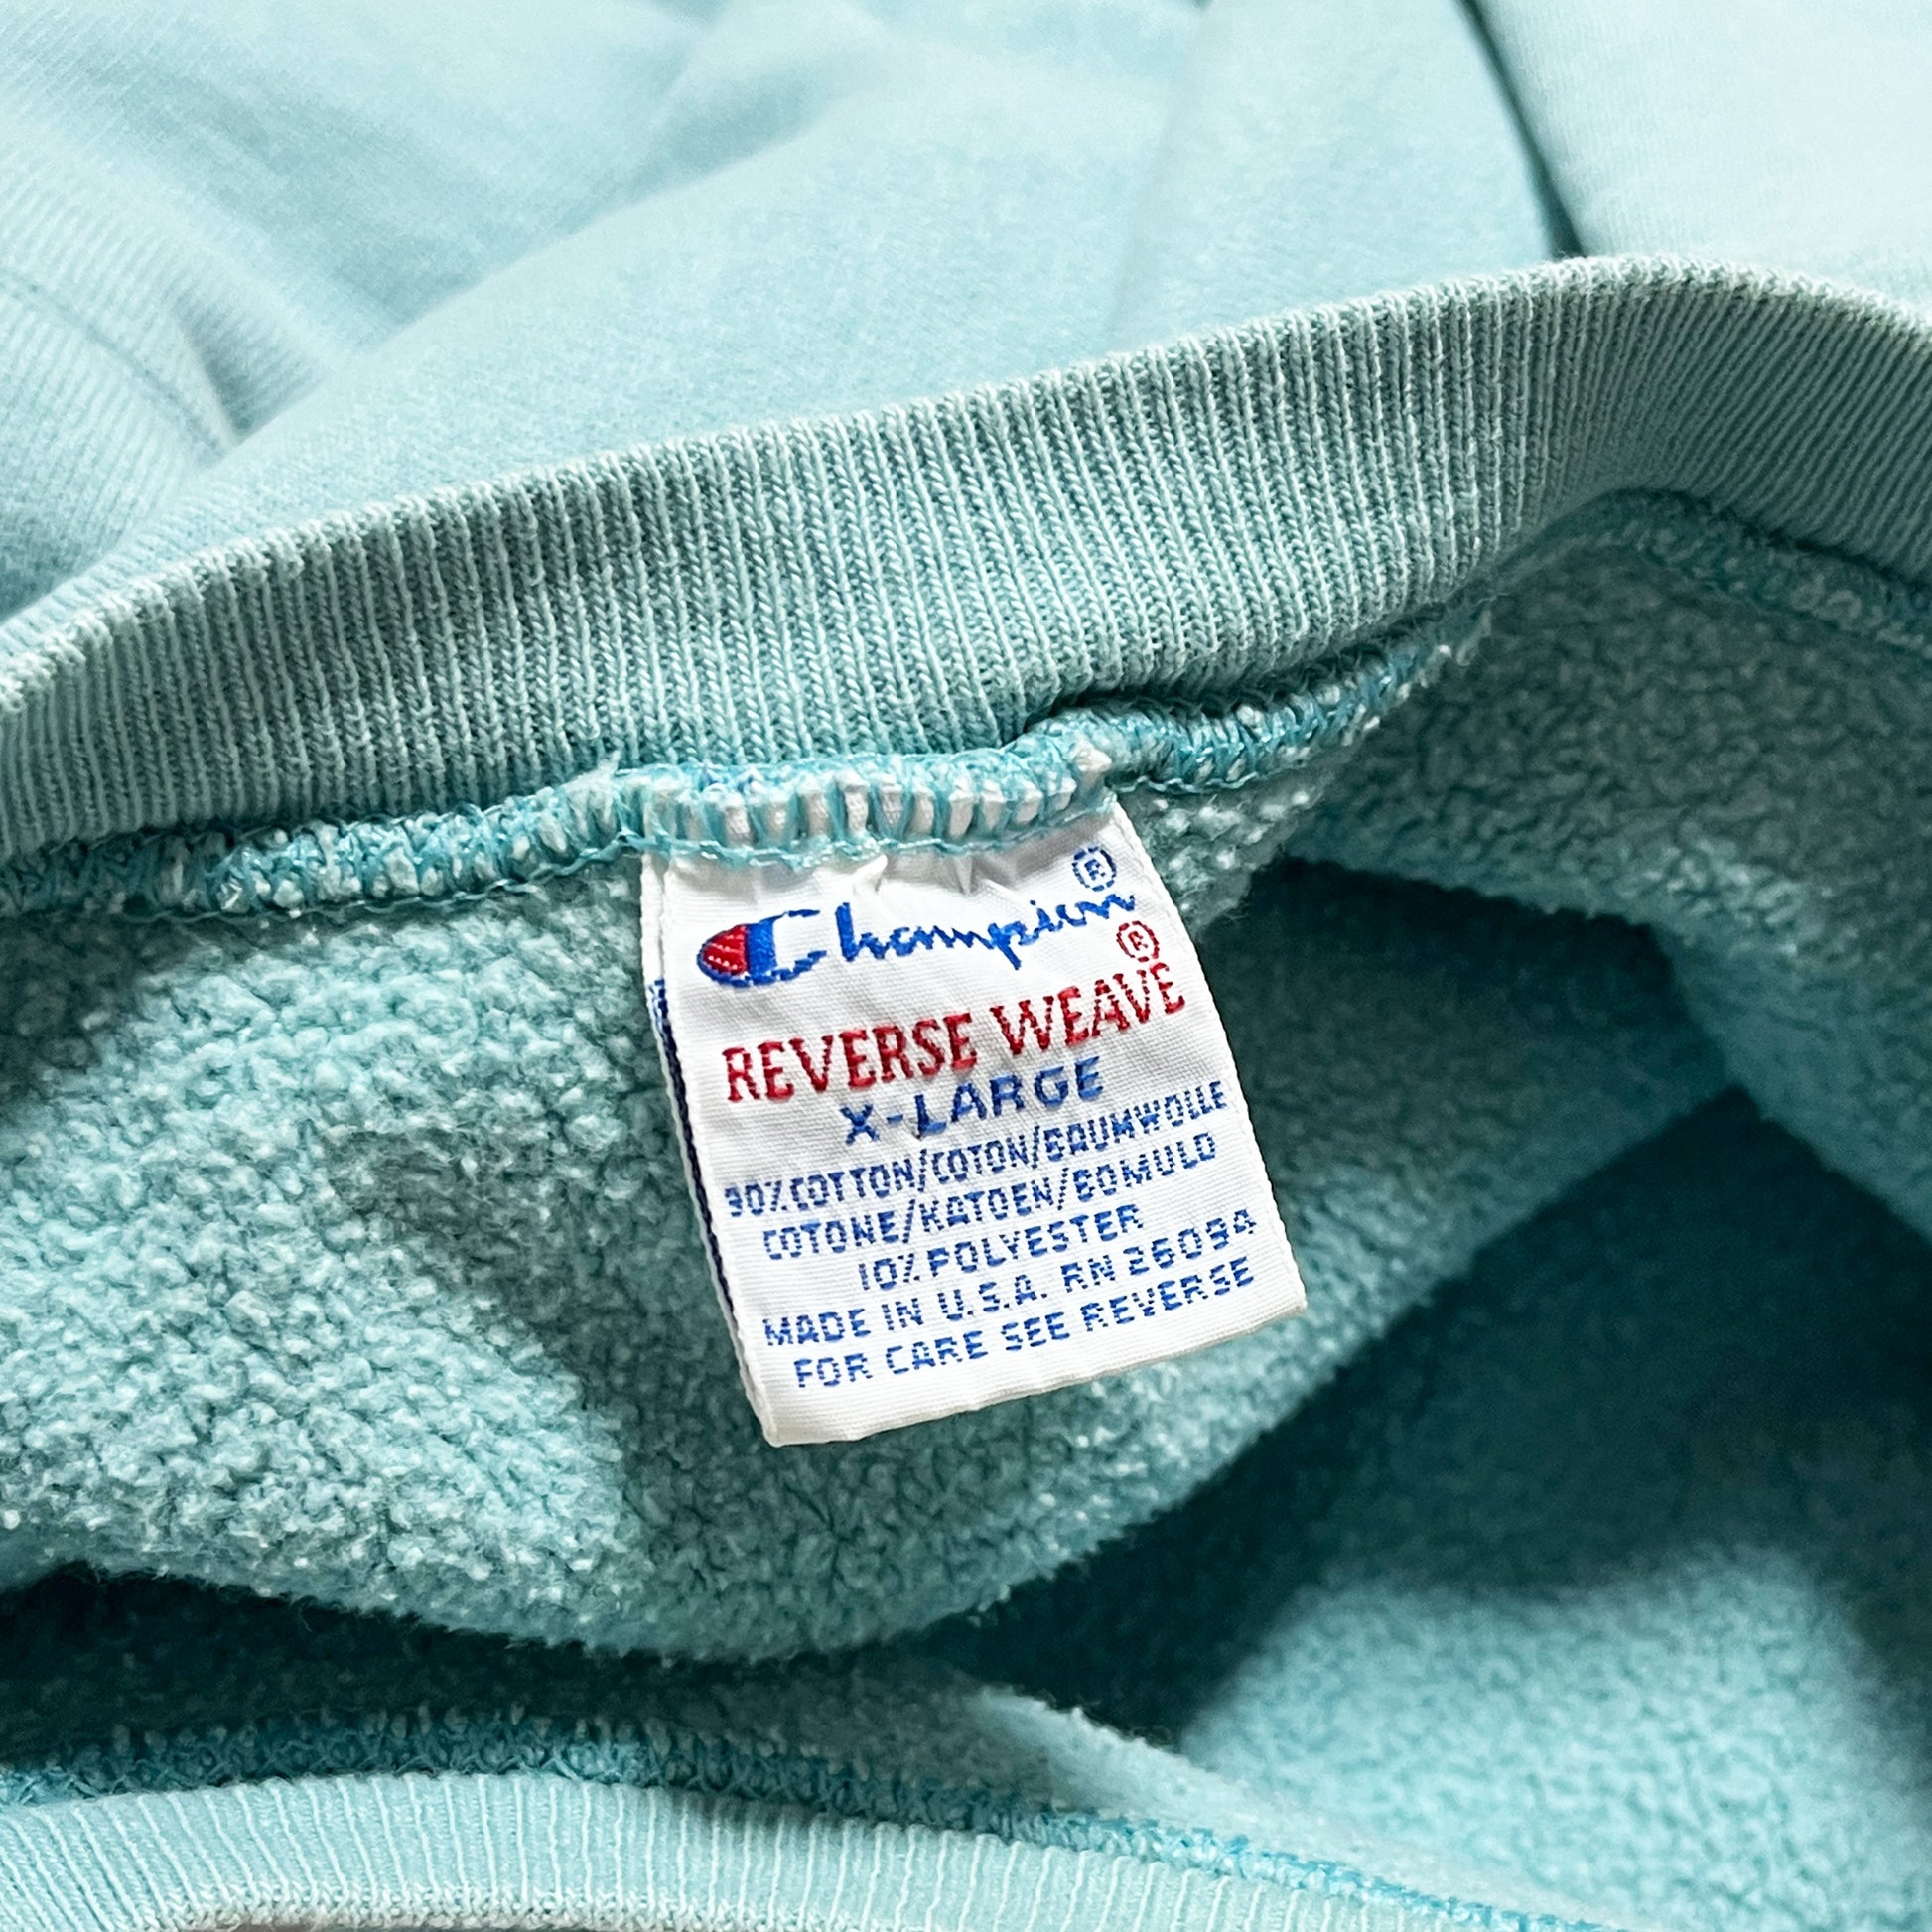 Champion®
REVERSE WEAVE®
X-LARGE
90% COTTON/COTON/BAUMWOLLE
COTONE/KATOEN/BOMULD
10% POLYESTER
MADE IN U.S.A. RN 26094
FOR CARE SEE REVERSE